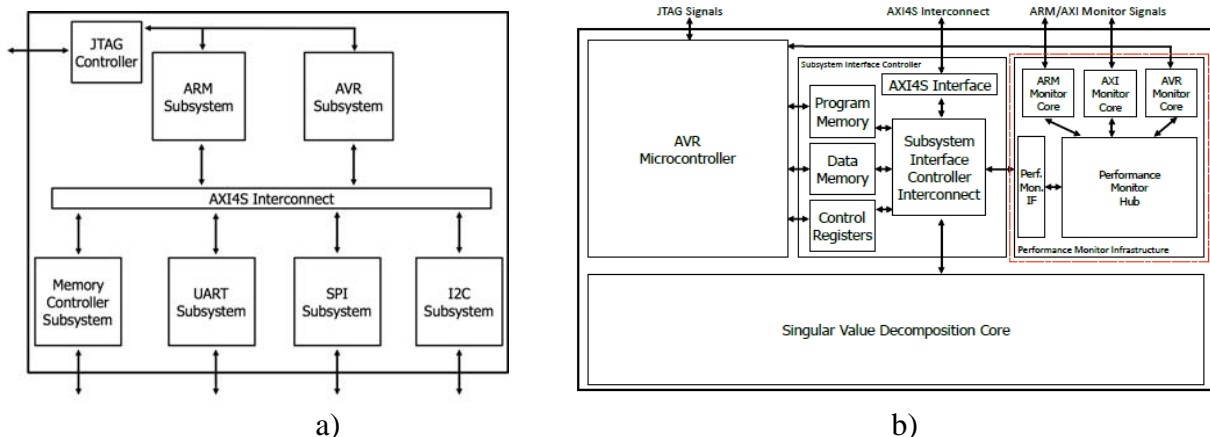 JTAG
Controller
ARM
Subsystem
AVR
Subsystem
AXI4S Interconnect
Memory
Controller
Subsystem
UART
Subsystem
SPI
Subsystem
I2C
Subsystem
a)
JTAG Signals
AXI4S Interconnect
ARM/AXI Monitor Signals
AVR
Microcontroller
Subsystem Interface Controller
AXI4S Interface
Program
Memory
Data
Memory
Control
Registers
Subsystem
Interface
Controller
Interconnect
ARM
Monitor
Core
AXI
Monitor
Core
AVR
Monitor
Core
Perf.
Mon.
IF
Performance
Monitor
Hub
Performance Monitor Infrastructure
Singular Value Decomposition Core
b)